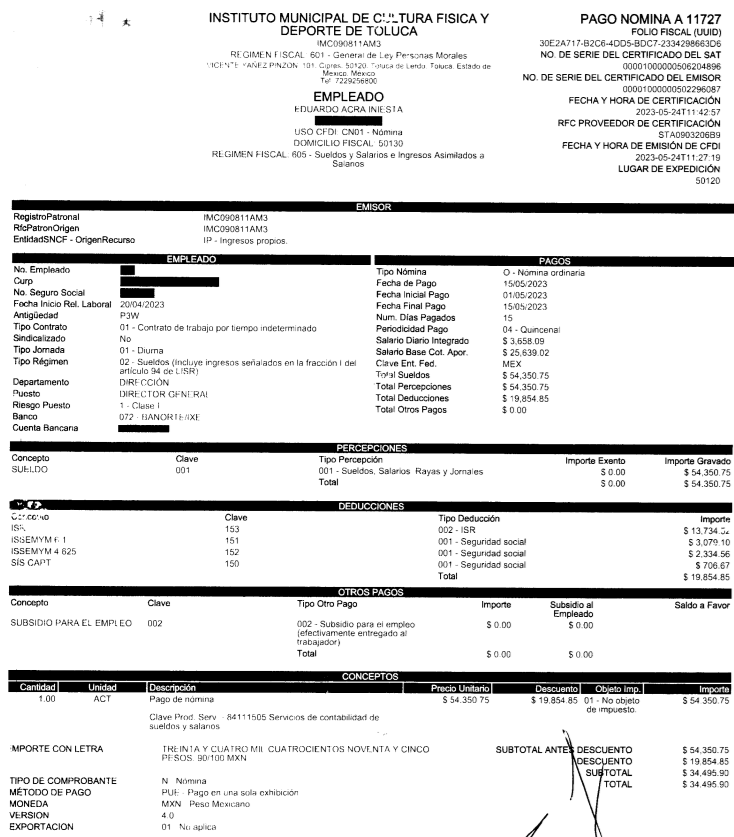 INSTITUTO MUNICIPAL DE CULTURA FISICA Y
DEPORTE DE TOLUCA
IMC090811AM3
REGIMEN FISCAL: 601 - General de Ley Personas Morales
VICENTE YAÑEZ PINZON, 101, Cipres, 50120, Toluca de Lerdo, Toluca, Estado de
Mexico, Mexico
Tel: 7229256800
EMPLEADO
EDUARDO ACRA INIESTA
USO CFDI: CN01 - Nómina
DOMICILIO FISCAL: 50130
REGIMEN FISCAL: 605 - Sueldos y Salarios e Ingresos Asimilados a
Salarios
PAGO NOMINA A 11727
FOLIO FISCAL (UUID)
30E2A717-B2C6-4DD5-BDC7-2334298663D6
NO. DE SERIE DEL CERTIFICADO DEL SAT
00001000000506204896
NO. DE SERIE DEL CERTIFICADO DEL EMISOR
00001000000502296087
FECHA Y HORA DE CERTIFICACIÓN
2023-05-24T11:42:57
RFC PROVEEDOR DE CERTIFICACIÓN
STA0903206B9
FECHA Y HORA DE EMISIÓN DE CFDI
2023-05-24T11:27:19
LUGAR DE EXPEDICIÓN
50120
EMISOR
RegistroPatronal IMC090811AM3
RfcPatronOrigen IMC090811AM3
EntidadSNCF - OrigenRecurso IP - Ingresos propios.
EMPLEADO
No. Empleado
Curp
No. Seguro Social
Fecha Inicio Rel. Laboral 20/04/2023
Antigüedad P3W
Tipo Contrato 01 - Contrato de trabajo por tiempo indeterminado
Sindicalizado No
Tipo Jornada 01 - Diurna
Tipo Régimen 02 - Sueldos (Incluye ingresos señalados en la fracción I del
artículo 94 de LISR)
Departamento DIRECCIÓN
Puesto DIRECTOR GENERAL
Riesgo Puesto 1 - Clase I
Banco 072 - BANORTE/IXE
Cuenta Bancaria
PAGOS
Tipo Nómina O - Nómina ordinaria
Fecha de Pago 15/05/2023
Fecha Inicial Pago 01/05/2023
Fecha Final Pago 15/05/2023
Num. Días Pagados 15
Periodicidad Pago 04 - Quincenal
Salario Diario Integrado $ 3,658.09
Salario Base Cot. Apor. $ 25,639.02
Clave Ent. Fed. MEX
Total Sueldos $ 54,350.75
Total Percepciones $ 54,350.75
Total Deducciones $ 19,854.85
Total Otros Pagos $ 0.00
PERCEPCIONES
Concepto Clave Tipo Percepción Importe Exento Importe Gravado
SUELDO 001 001 - Sueldos, Salarios Rayas y Jornales $ 0.00 $ 54,350.75
Total $ 0.00 $ 54,350.75
DEDUCCIONES
Concepto Clave Tipo Deducción Importe
ISR 153 002 - ISR $ 13,734.52
ISSEMYM 6.1 151 001 - Seguridad social $ 3,079.10
ISSEMYM 4.625 152 001 - Seguridad social $ 2,334.56
SIS CAPT 150 001 - Seguridad social $ 706.67
Total $ 19,854.85
OTROS PAGOS
Concepto Clave Tipo Otro Pago Importe Subsidio al Saldo a Favor
Empleado
SUBSIDIO PARA EL EMPLEO 002 002 - Subsidio para el empleo $ 0.00 $ 0.00
(efectivamente entregado al
trabajador)
Total $ 0.00 $ 0.00
CONCEPTOS
Cantidad Unidad Descripción Precio Unitario Descuento Objeto Imp. Importe
1.00 ACT Pago de nómina $ 54,350.75 $ 19,854.85 01 - No objeto $ 54,350.75
de impuesto.
Clave Prod. Serv. - 84111505 Servicios de contabilidad de
sueldos y salarios
IMPORTE CON LETRA TREINTA Y CUATRO MIL CUATROCIENTOS NOVENTA Y CINCO
PESOS. 90/100 MXN
SUBTOTAL ANTES DESCUENTO $ 54,350.75
DESCUENTO $ 19,854.85
SUBTOTAL $ 34,495.90
TOTAL $ 34,495.90
TIPO DE COMPROBANTE N Nómina
MÉTODO DE PAGO PUE - Pago en una sola exhibición
MONEDA MXN Peso Mexicano
VERSION 4.0
EXPORTACION 01 No aplica